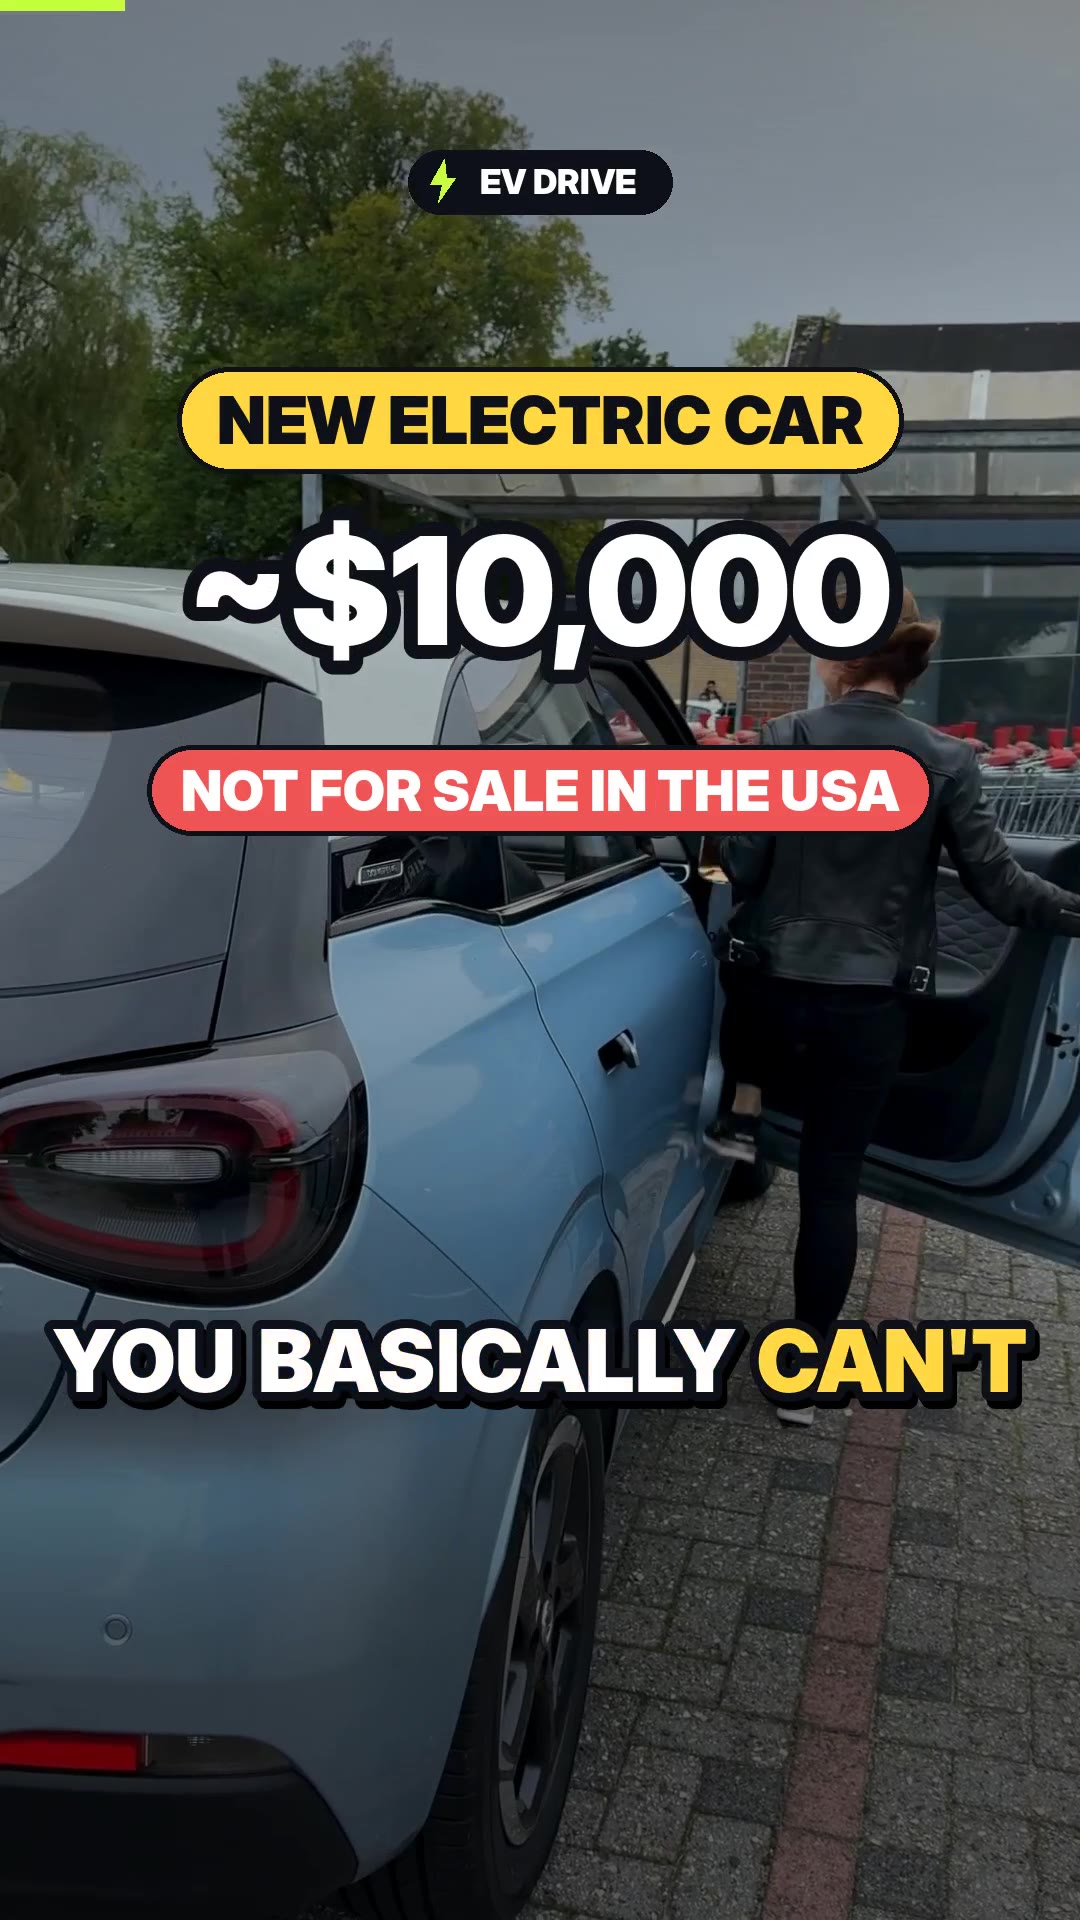 EV DRIVE
NEW ELECTRIC CAR
~$10,000
NOT FOR SALE IN THE USA
YOU BASICALLY CAN'T